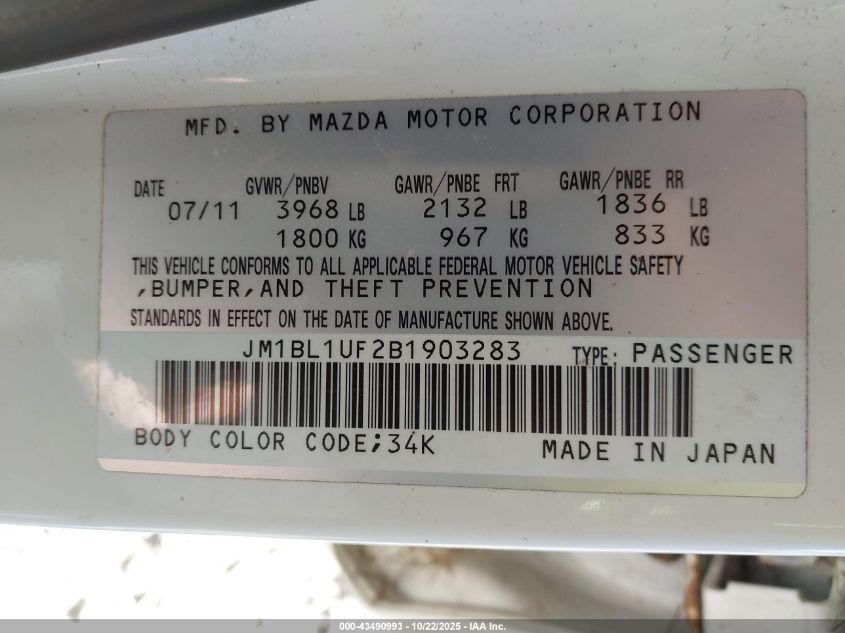 MFD. BY MAZDA MOTOR CORPORATION
DATE GVWR/PNBV GAWR/PNBE FRT GAWR/PNBE RR
07/11 3968 LB 2132 LB 1836 LB
1800 KG 967 KG 833 KG
THIS VEHICLE CONFORMS TO ALL APPLICABLE FEDERAL MOTOR VEHICLE SAFETY
,BUMPER,AND THEFT PREVENTION
STANDARDS IN EFFECT ON THE DATE OF MANUFACTURE SHOWN ABOVE.
JM1BL1UF2B1903283 TYPE: PASSENGER
BODY COLOR CODE;34K MADE IN JAPAN
000-43490993 - 10/22/2025 - IAA Inc.